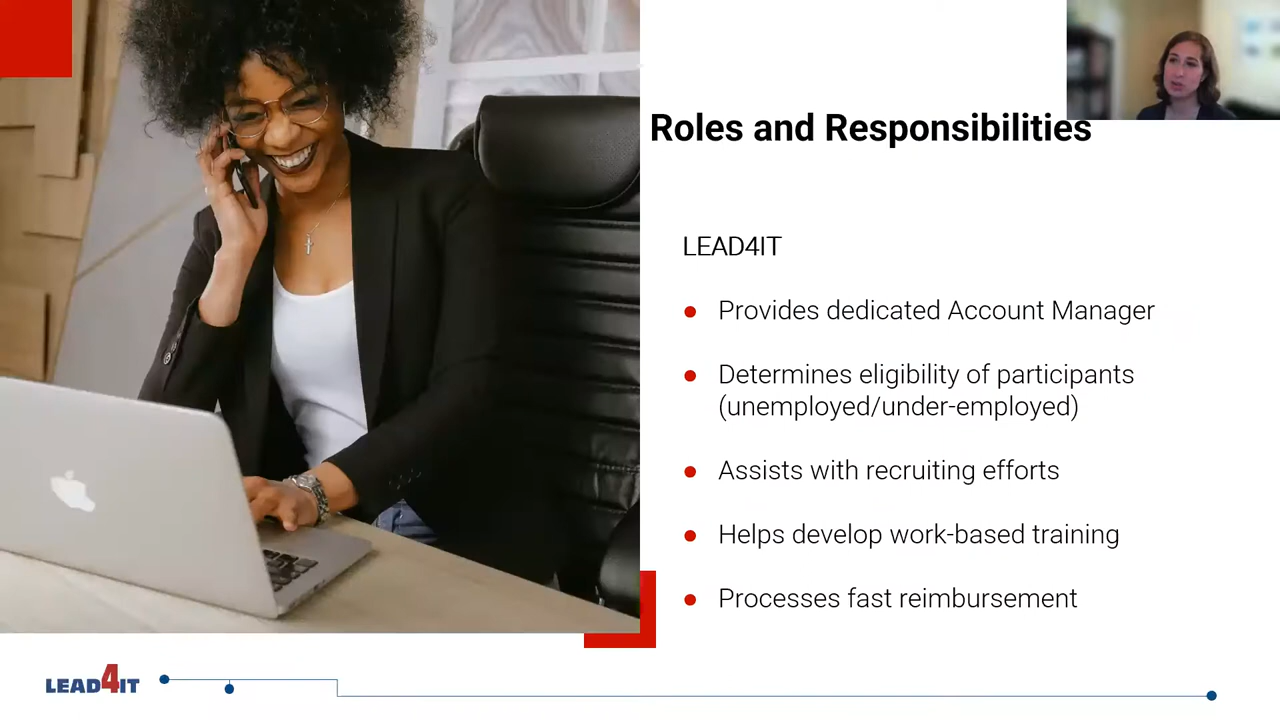 Roles and Responsibilities
LEAD4IT
Provides dedicated Account Manager
Determines eligibility of participants
(unemployed/under-employed)
Assists with recruiting efforts
Helps develop work-based training
Processes fast reimbursement
LEAD4IT